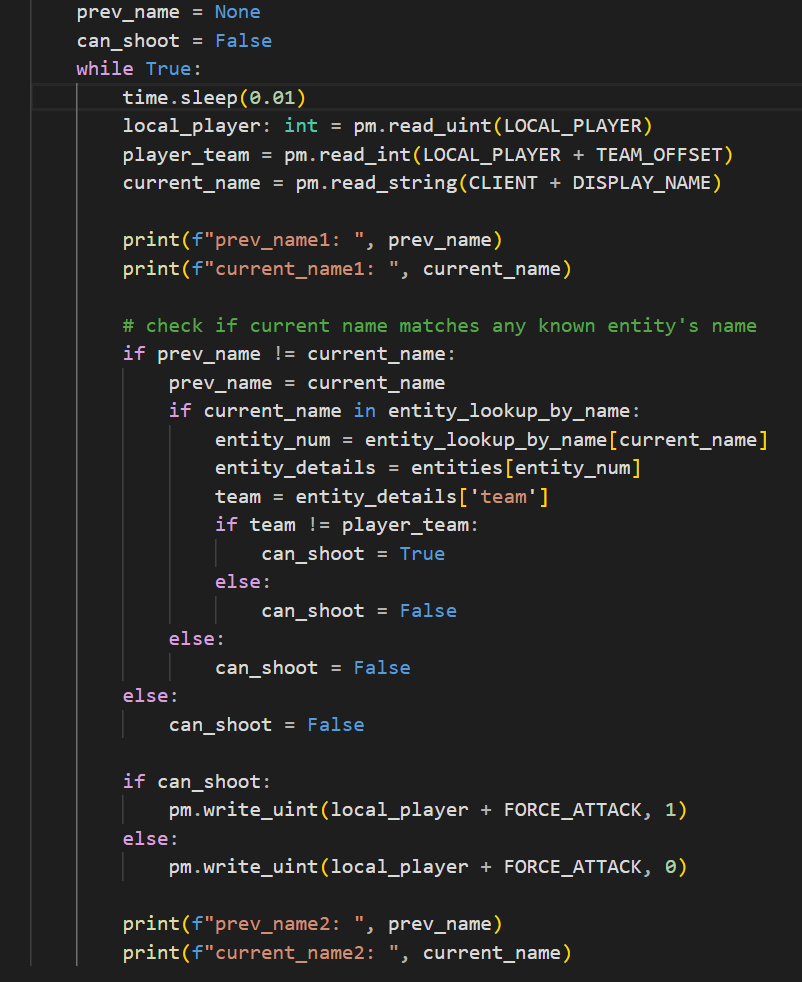 prev_name = None
can_shoot = False
while True:
    time.sleep(0.01)
    local_player: int = pm.read_uint(LOCAL_PLAYER)
    player_team = pm.read_int(LOCAL_PLAYER + TEAM_OFFSET)
    current_name = pm.read_string(CLIENT + DISPLAY_NAME)

    print(f"prev_name1: ", prev_name)
    print(f"current_name1: ", current_name)

    # check if current name matches any known entity's name
    if prev_name != current_name:
        prev_name = current_name
        if current_name in entity_lookup_by_name:
            entity_num = entity_lookup_by_name[current_name]
            entity_details = entities[entity_num]
            team = entity_details['team']
            if team != player_team:
                can_shoot = True
            else:
                can_shoot = False
        else:
            can_shoot = False
    else:
        can_shoot = False

    if can_shoot:
        pm.write_uint(local_player + FORCE_ATTACK, 1)
    else:
        pm.write_uint(local_player + FORCE_ATTACK, 0)

    print(f"prev_name2: ", prev_name)
    print(f"current_name2: ", current_name)